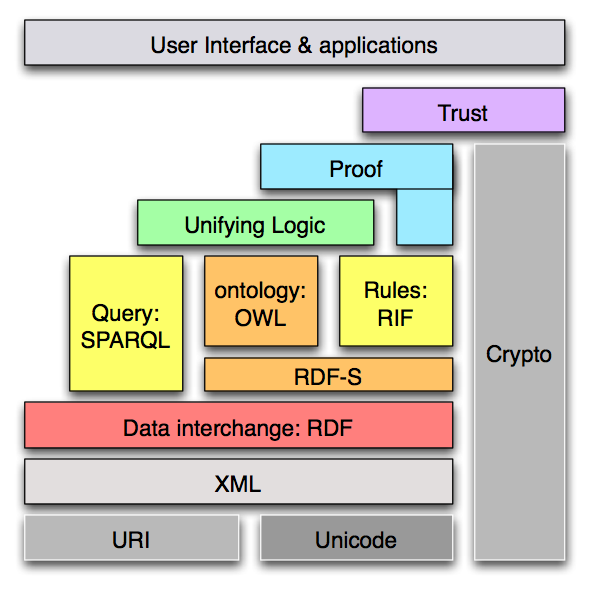 User Interface & applications
Trust
Proof
Unifying Logic
Query:
SPARQL
ontology:
OWL
Rules:
RIF
Crypto
RDF-S
Data interchange: RDF
XML
URI
Unicode